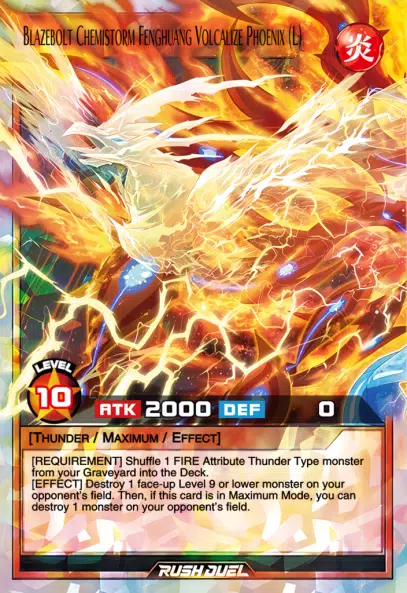 Blazebolt Chemistorm Fenghuang Volcalize Phoenix (L)
炎
LEVEL
10
ATK 2000 DEF 0
[Thunder / Maximum / Effect]
[REQUIREMENT] Shuffle 1 FIRE Attribute Thunder Type monster
from your Graveyard into the Deck.
[EFFECT] Destroy 1 face-up Level 9 or lower monster on your
opponent's field. Then, if this card is in Maximum Mode, you can
destroy 1 monster on your opponent's field.
RUSH DUEL